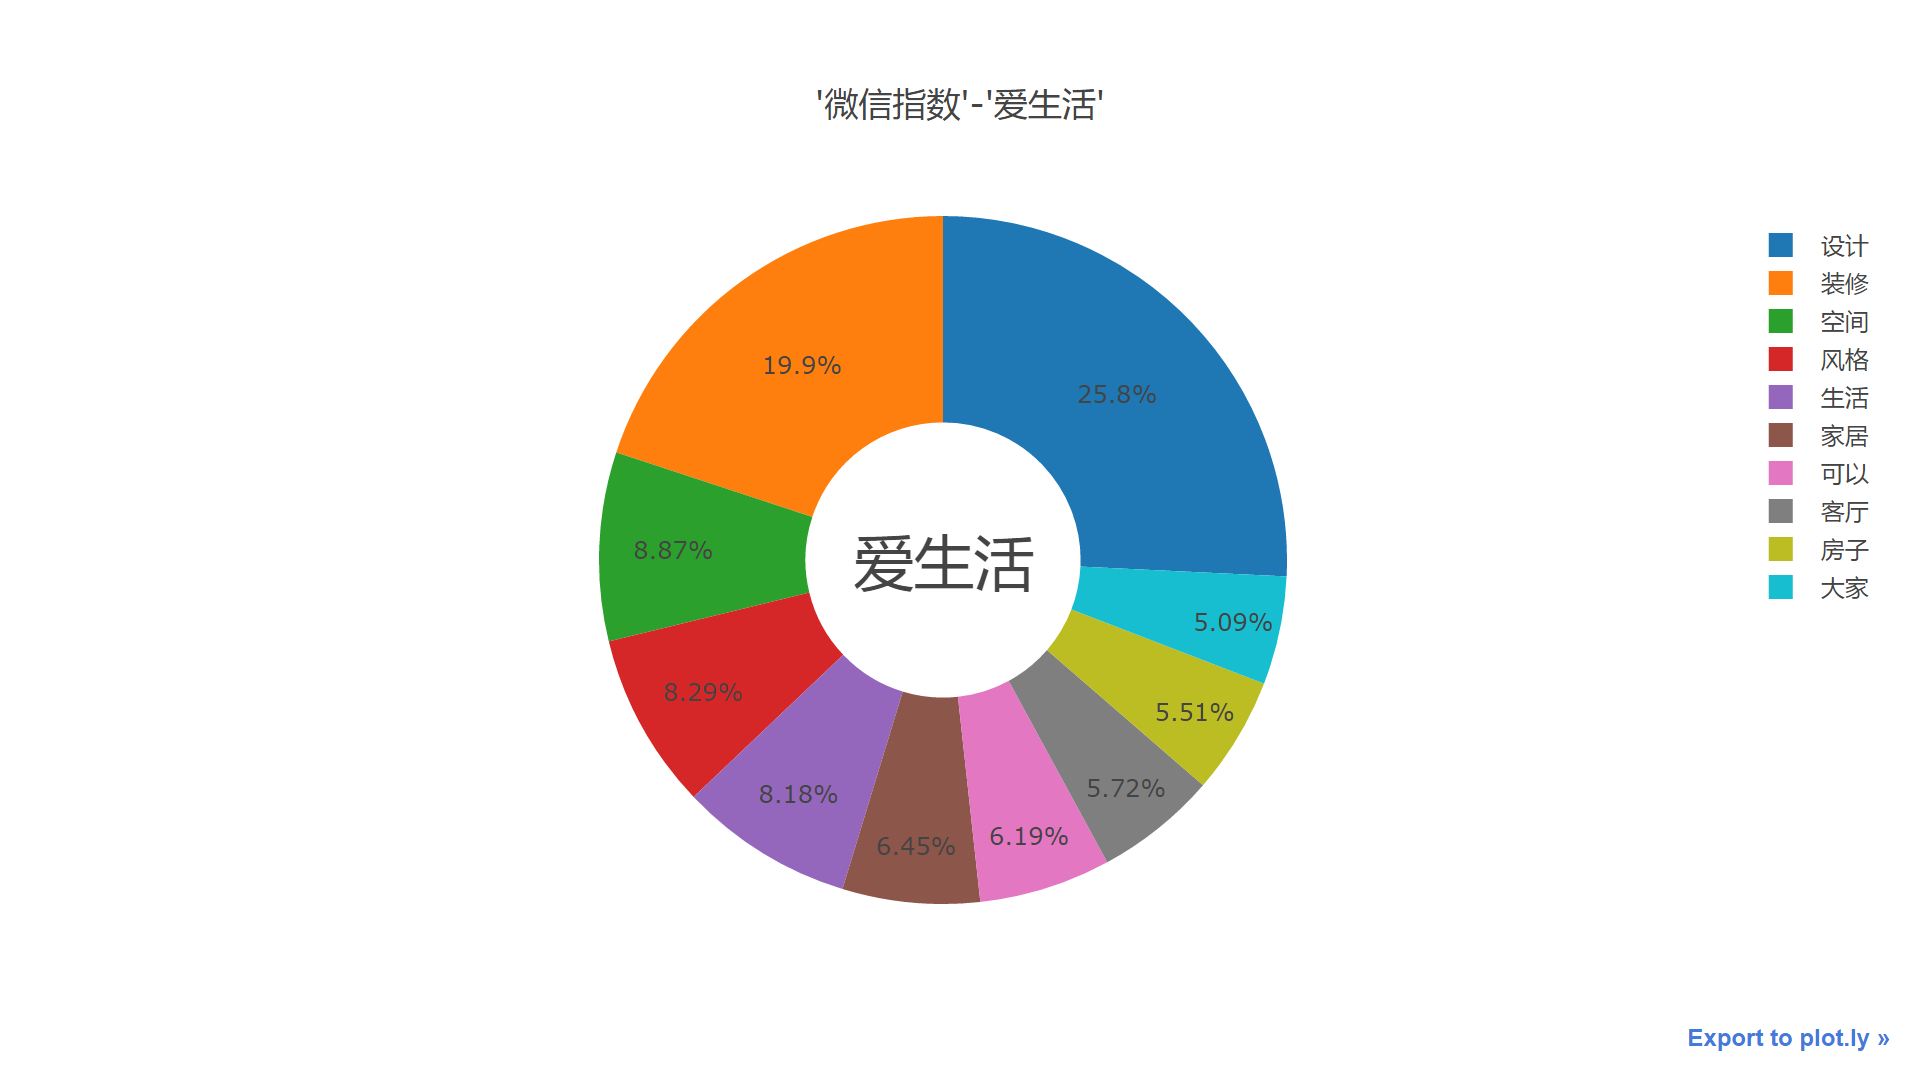 '微信指数'-'爱生活'
19.9%
25.8%
8.87%
爱生活
5.09%
8.29%
5.51%
8.18%
5.72%
6.45%
6.19%
设计
装修
空间
风格
生活
家居
可以
客厅
房子
大家
Export to plot.ly »